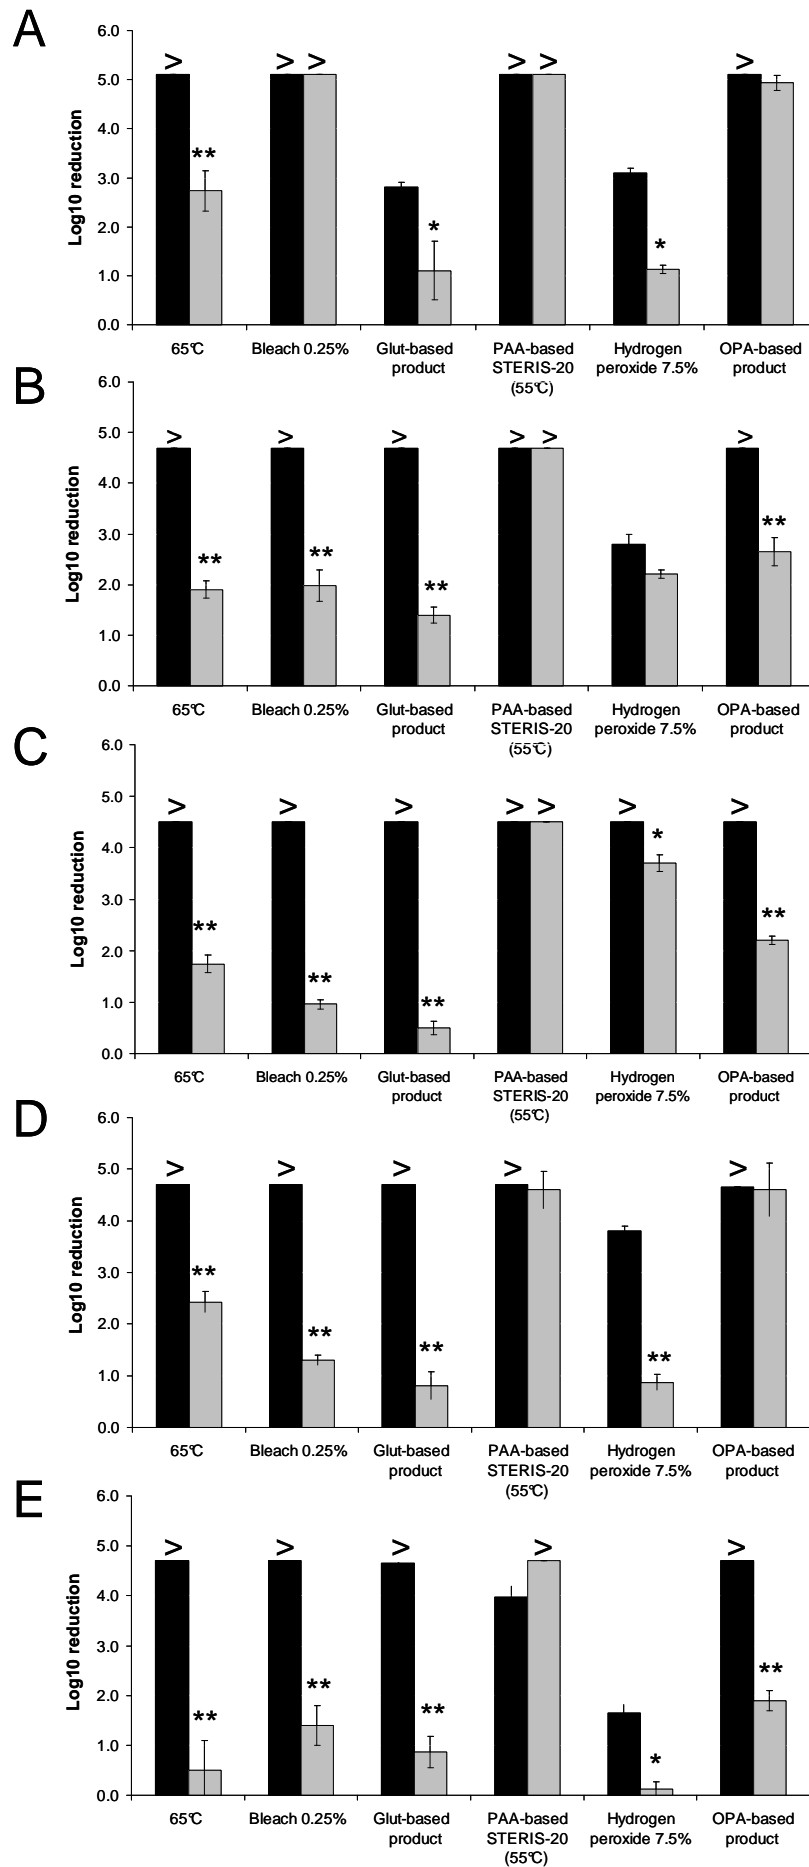 A
6.0
5.0
4.0
3.0
2.0
1.0
0.0
Log10 reduction
> > > > > >
**
*
*
65°C Bleach 0.25% Glut-based PAA-based Hydrogen OPA-based
product STERIS-20 peroxide 7.5% product
(55°C)
B
6.0
5.0
4.0
3.0
2.0
1.0
0.0
Log10 reduction
> > > > > >
** ** ** **
65°C Bleach 0.25% Glut-based PAA-based Hydrogen OPA-based
product STERIS-20 peroxide 7.5% product
(55°C)
C
6.0
5.0
4.0
3.0
2.0
1.0
0.0
Log10 reduction
> > > > > > >
** ** ** * **
65°C Bleach 0.25% Glut-based PAA-based Hydrogen OPA-based
product STERIS-20 peroxide 7.5% product
(55°C)
D
6.0
5.0
4.0
3.0
2.0
1.0
0.0
Log10 reduction
> > > > >
** ** ** **
65°C Bleach 0.25% Glut-based PAA-based Hydrogen OPA-based
product STERIS-20 peroxide 7.5% product
(55°C)
E
6.0
5.0
4.0
3.0
2.0
1.0
0.0
Log10 reduction
> > > > >
** ** ** * **
65°C Bleach 0.25% Glut-based PAA-based Hydrogen OPA-based
product STERIS-20 peroxide 7.5% product
(55°C)